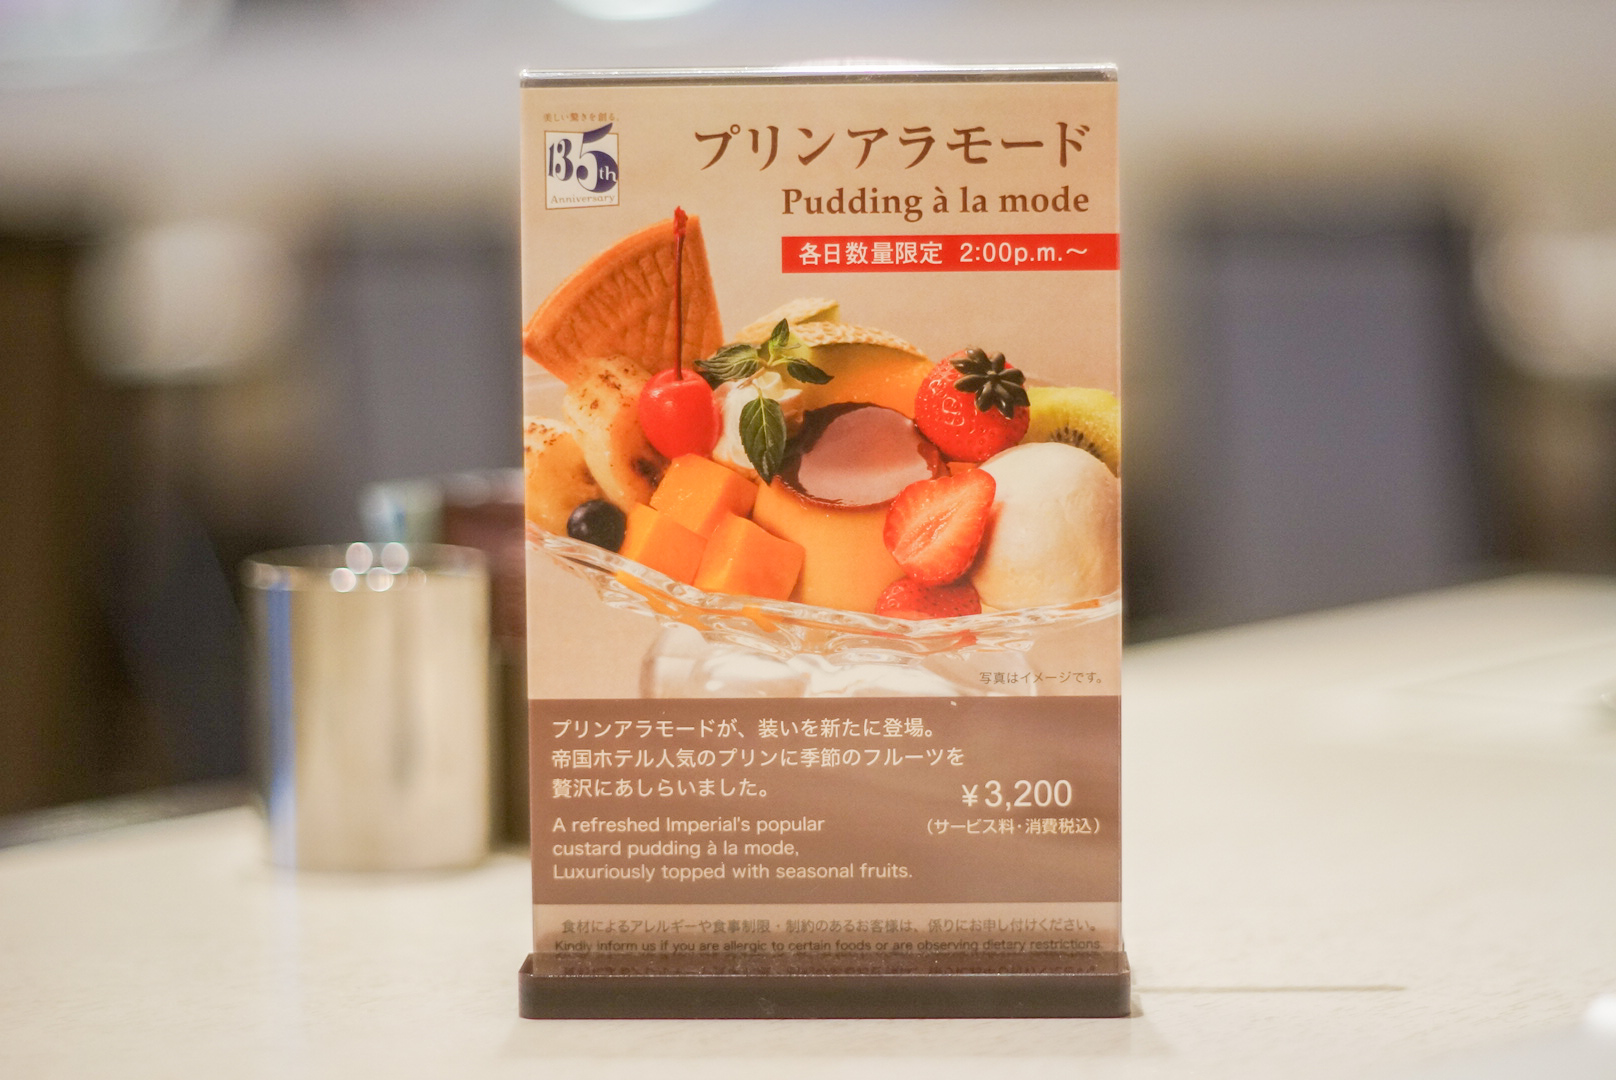 美しい驚きを創る。
135th
Anniversary
プリンアラモード
Pudding à la mode
各日数量限定 2:00p.m.～
写真はイメージです。
プリンアラモードが、装いを新たに登場。
帝国ホテル人気のプリンに季節のフルーツを
贅沢にあしらいました。
¥3,200
（サービス料・消費税込）
A refreshed Imperial's popular
custard pudding à la mode,
Luxuriously topped with seasonal fruits.
食材によるアレルギーや食事制限・制約のあるお客様は、係りにお申し付けください。
Kindly inform us if you are allergic to certain foods or are observing dietary restrictions.